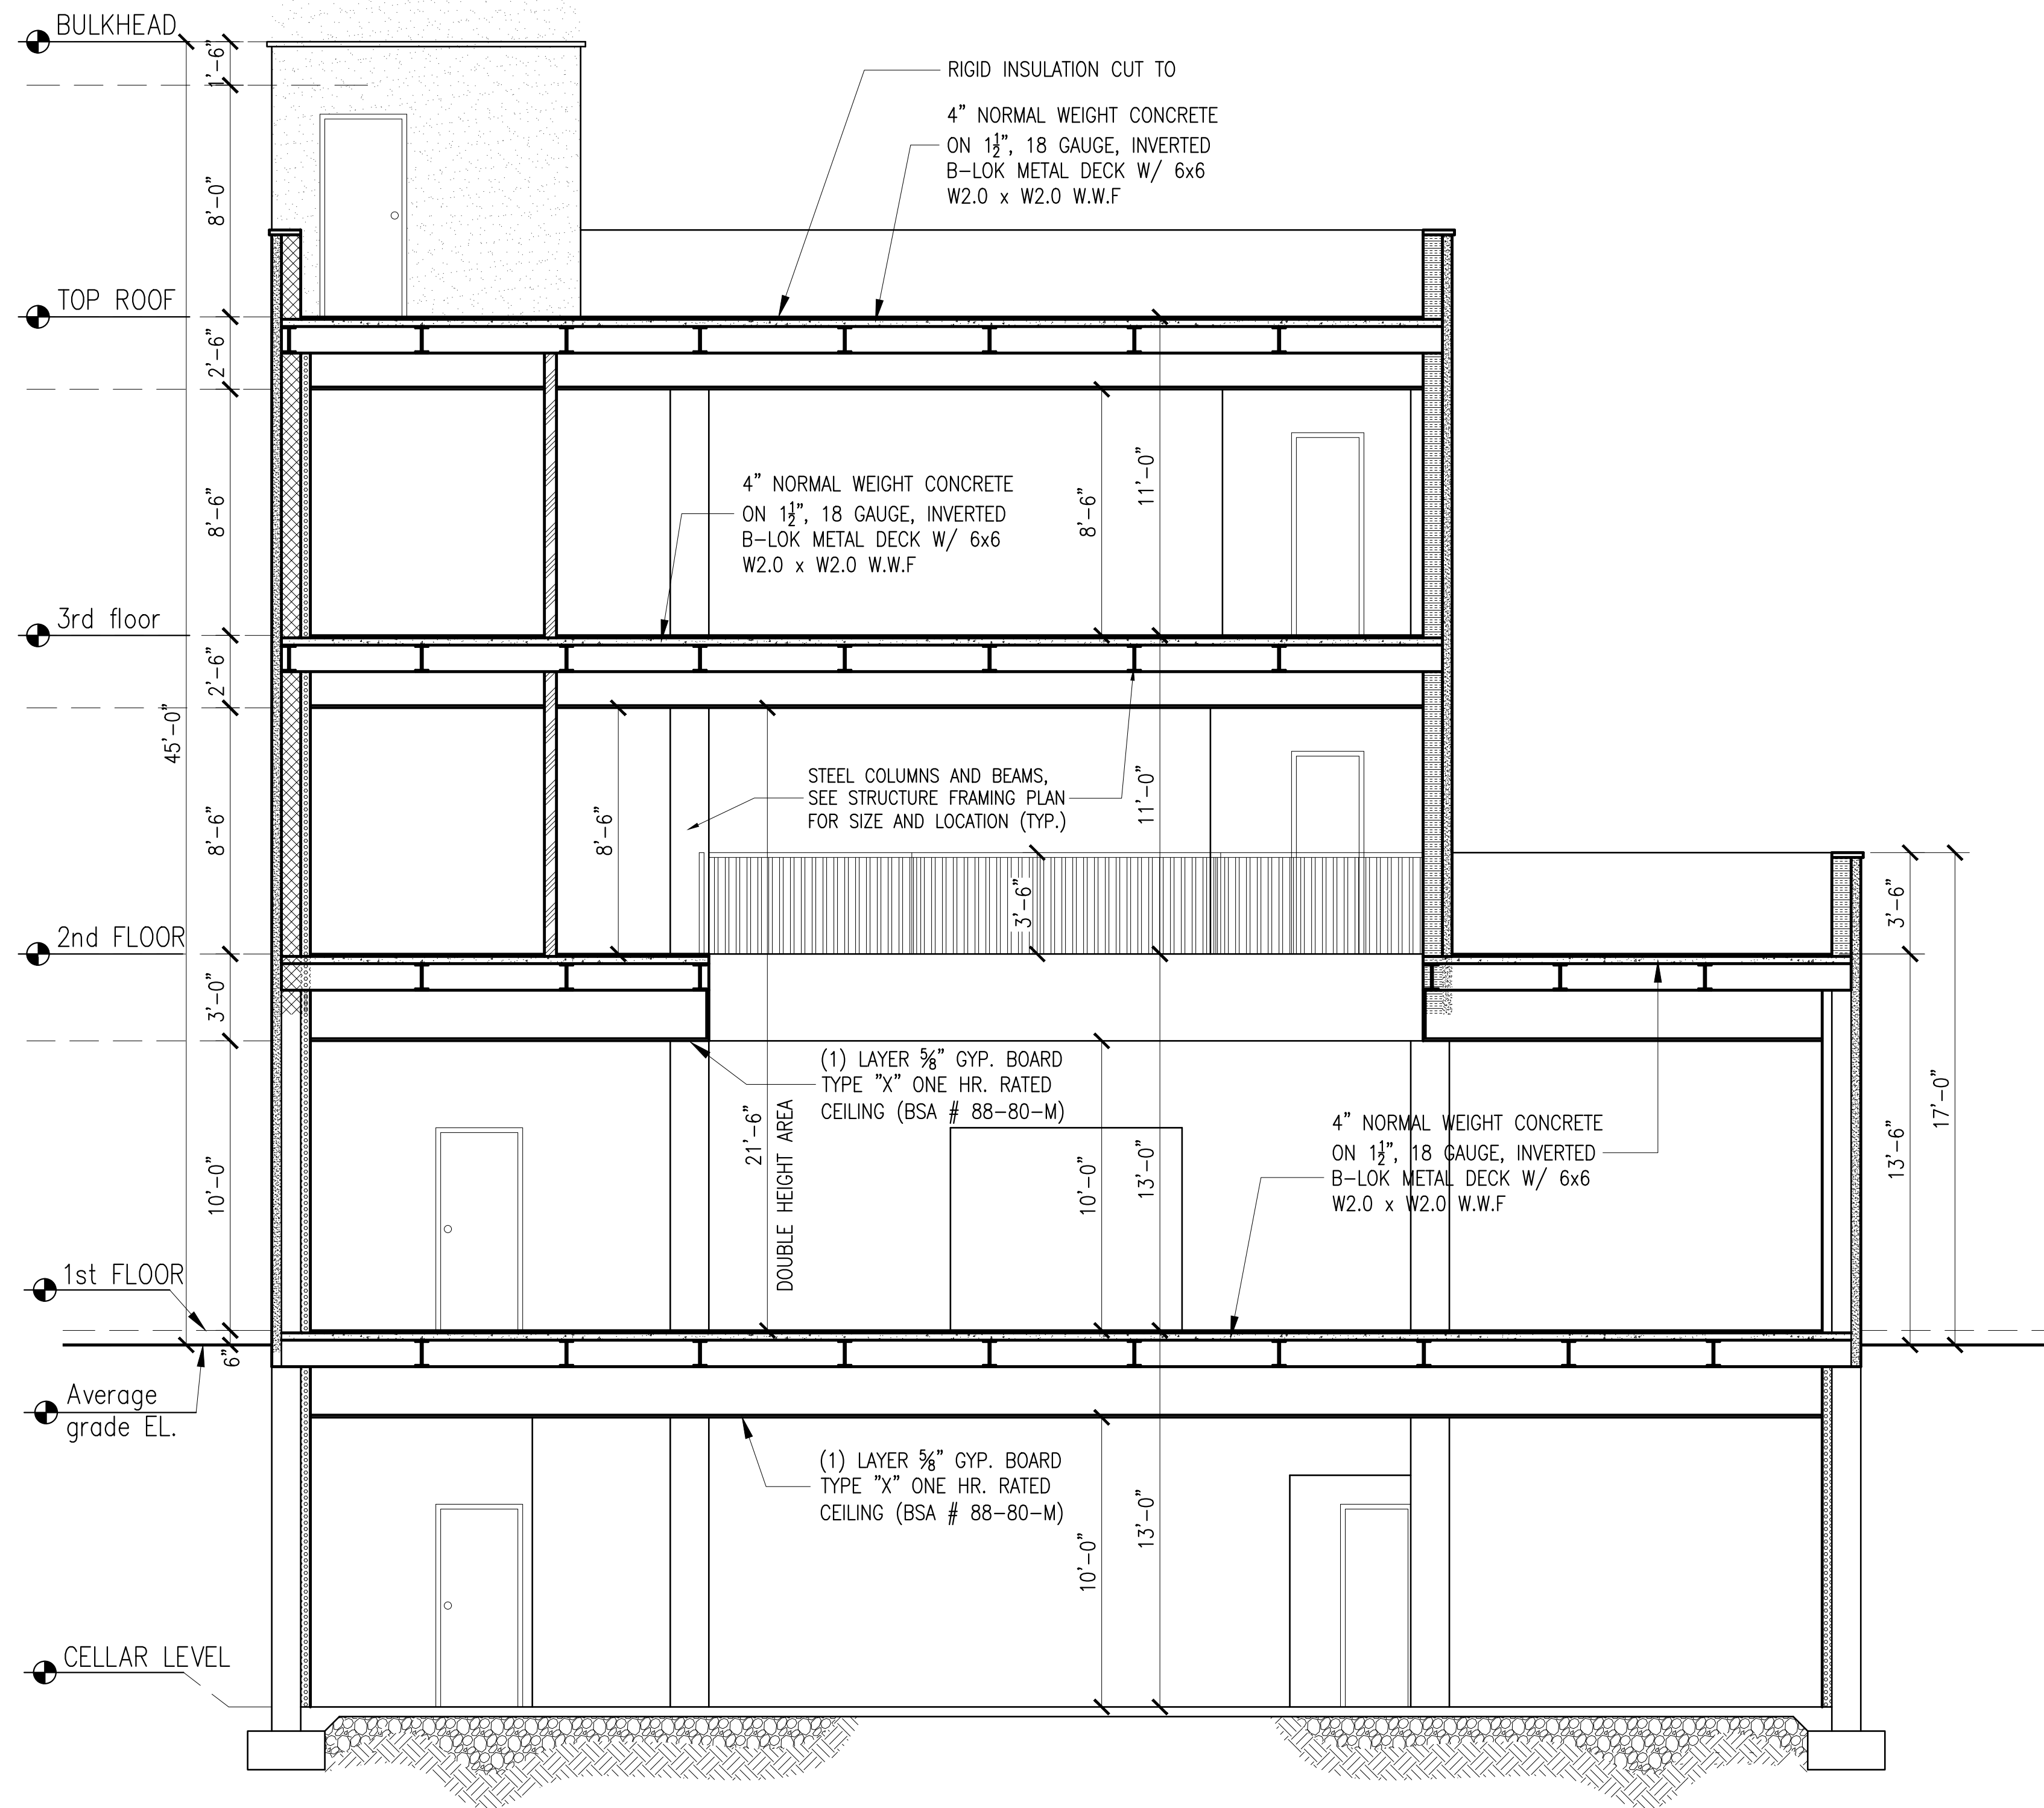 BULKHEAD
1'-6"
RIGID INSULATION CUT TO
4" NORMAL WEIGHT CONCRETE
ON 1½", 18 GAUGE, INVERTED
B-LOK METAL DECK W/ 6x6
W2.0 x W2.0 W.W.F
8'-0"
TOP ROOF
2'-6"
8'-6"
4" NORMAL WEIGHT CONCRETE
ON 1½", 18 GAUGE, INVERTED
B-LOK METAL DECK W/ 6x6
W2.0 x W2.0 W.W.F
8'-6"
11'-0"
3rd floor
2'-6"
45'-0"
8'-6"
8'-6"
STEEL COLUMNS AND BEAMS,
SEE STRUCTURE FRAMING PLAN
FOR SIZE AND LOCATION (TYP.)
11'-0"
3'-6"
3'-6"
2nd FLOOR
3'-0"
(1) LAYER ⅝" GYP. BOARD
TYPE "X" ONE HR. RATED
CEILING (BSA # 88-80-M)
17'-0"
10'-0"
21'-6"
DOUBLE HEIGHT AREA
10'-0"
13'-0"
4" NORMAL WEIGHT CONCRETE
ON 1½", 18 GAUGE, INVERTED
B-LOK METAL DECK W/ 6x6
W2.0 x W2.0 W.W.F
13'-6"
1st FLOOR
6"
Average
grade EL.
(1) LAYER ⅝" GYP. BOARD
TYPE "X" ONE HR. RATED
CEILING (BSA # 88-80-M)
10'-0"
13'-0"
CELLAR LEVEL